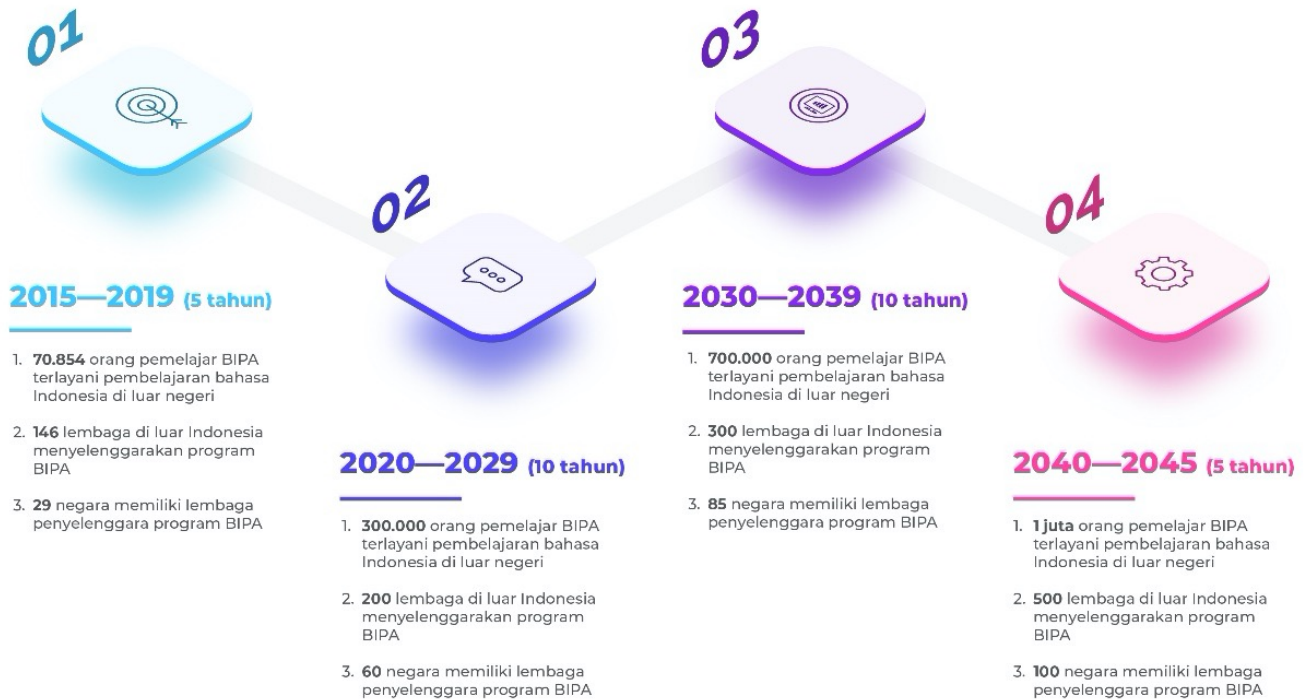 01
2015—2019 (5 tahun)
1. 70.854 orang pemelajar BIPA
terlayani pembelajaran bahasa
Indonesia di luar negeri
2. 146 lembaga di luar Indonesia
menyelenggarakan program
BIPA
3. 29 negara memiliki lembaga
penyelenggara program BIPA
02
2020—2029 (10 tahun)
1. 300.000 orang pemelajar BIPA
terlayani pembelajaran bahasa
Indonesia di luar negeri
2. 200 lembaga di luar Indonesia
menyelenggarakan program
BIPA
3. 60 negara memiliki lembaga
penyelenggara program BIPA
03
2030—2039 (10 tahun)
1. 700.000 orang pemelajar BIPA
terlayani pembelajaran bahasa
Indonesia di luar negeri
2. 300 lembaga di luar Indonesia
menyelenggarakan program
BIPA
3. 85 negara memiliki lembaga
penyelenggara program BIPA
04
2040—2045 (5 tahun)
1. 1 juta orang pemelajar BIPA
terlayani pembelajaran bahasa
Indonesia di luar negeri
2. 500 lembaga di luar Indonesia
menyelenggarakan program
BIPA
3. 100 negara memiliki lembaga
penyelenggara program BIPA